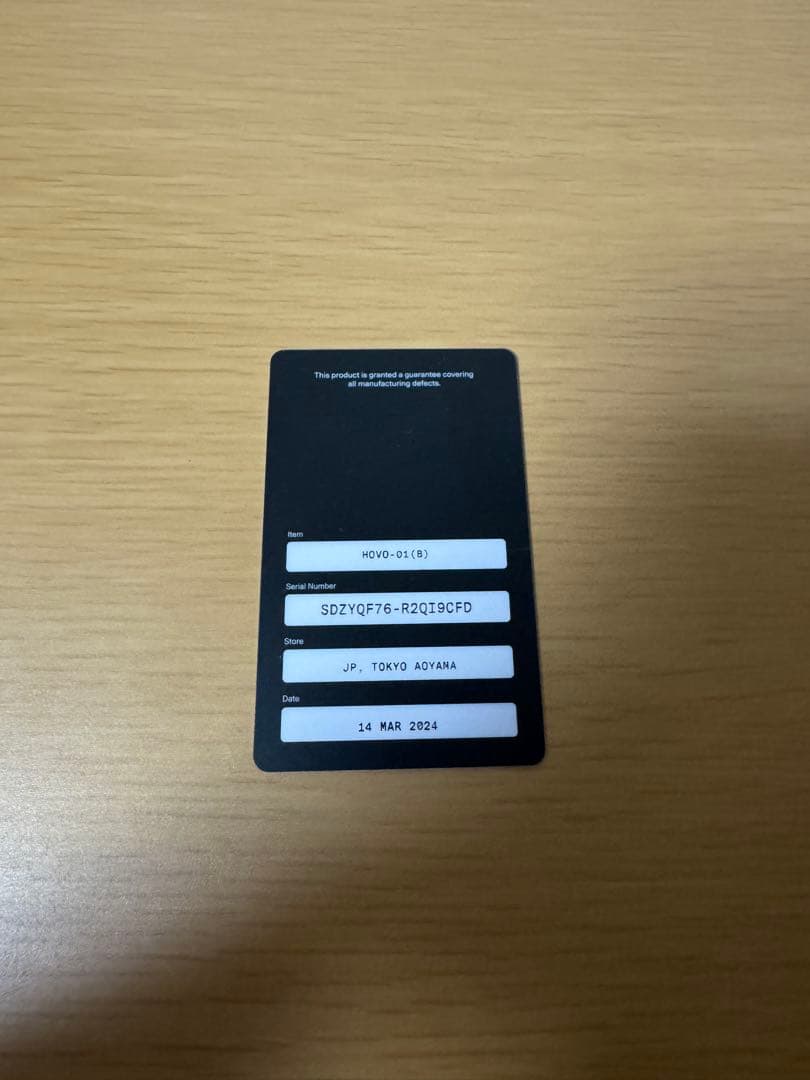 This product is granted a guarantee covering
all manufacturing defects.
Item
HOVO-01(B)
Serial Number
SDZYQF76-R2QI9CFD
Store
JP, TOKYO AOYAMA
Date
14 MAR 2024